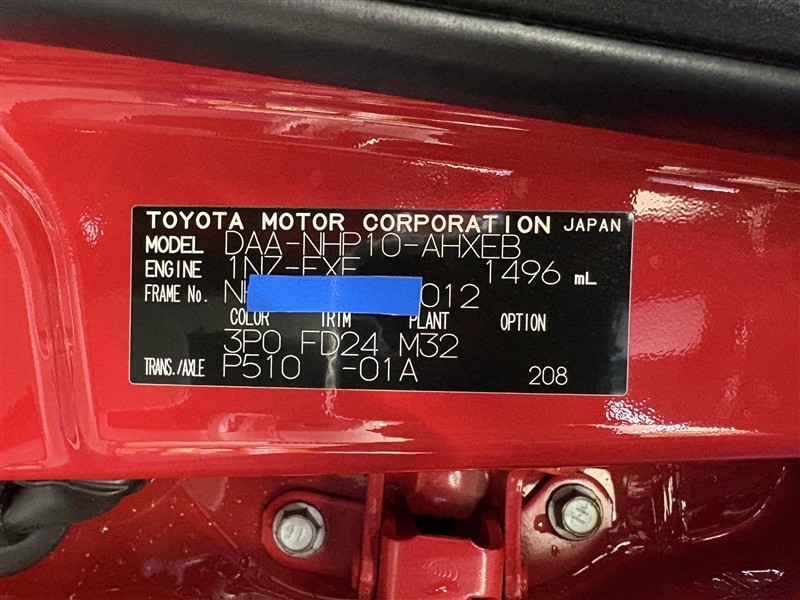 TOYOTA MOTOR CORPORATION JAPAN
MODEL DAA-NHP10-AHXEB
ENGINE 1NZ-FXE 1496 mL
FRAME No. NH 012
COLOR TRIM PLANT OPTION
3P0 FD24 M32
TRANS./AXLE P510 -01A 208